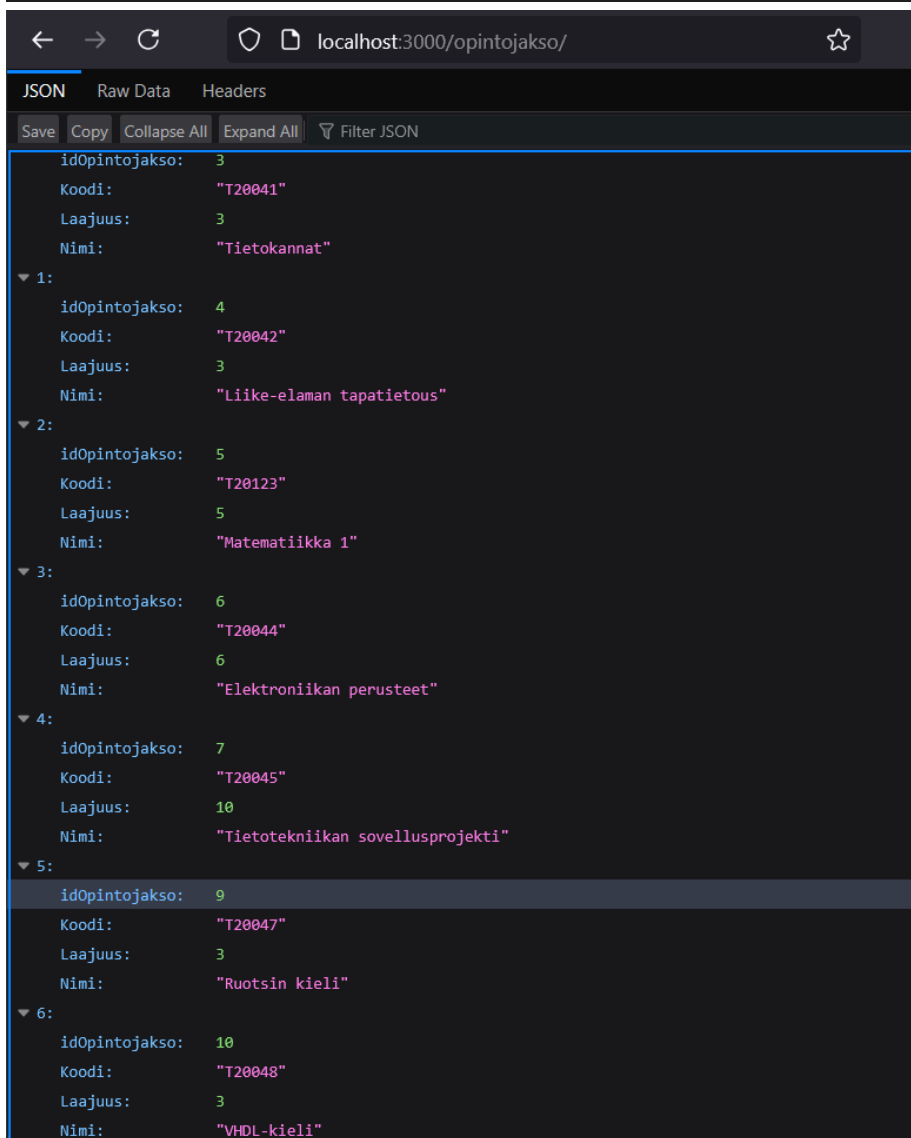 localhost:3000/opintojakso/
JSON Raw Data Headers
Save Copy Collapse All Expand All Filter JSON
idOpintojakso: 3
Koodi: "T20041"
Laajuus: 3
Nimi: "Tietokannat"
1:
idOpintojakso: 4
Koodi: "T20042"
Laajuus: 3
Nimi: "Liike-elaman tapatietous"
2:
idOpintojakso: 5
Koodi: "T20123"
Laajuus: 5
Nimi: "Matematiikka 1"
3:
idOpintojakso: 6
Koodi: "T20044"
Laajuus: 6
Nimi: "Elektroniikan perusteet"
4:
idOpintojakso: 7
Koodi: "T20045"
Laajuus: 10
Nimi: "Tietotekniikan sovellusprojekti"
5:
idOpintojakso: 9
Koodi: "T20047"
Laajuus: 3
Nimi: "Ruotsin kieli"
6:
idOpintojakso: 10
Koodi: "T20048"
Laajuus: 3
Nimi: "VHDL-kieli"